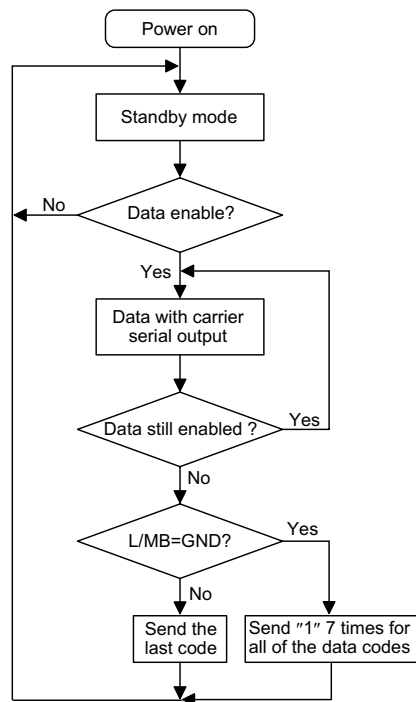 Power on
Standby mode
No
Data enable?
Yes
Data with carrier
serial output
Data still enabled ?
Yes
No
L/MB=GND?
Yes
No
Send the
last code
Send ″1″ 7 times for
all of the data codes